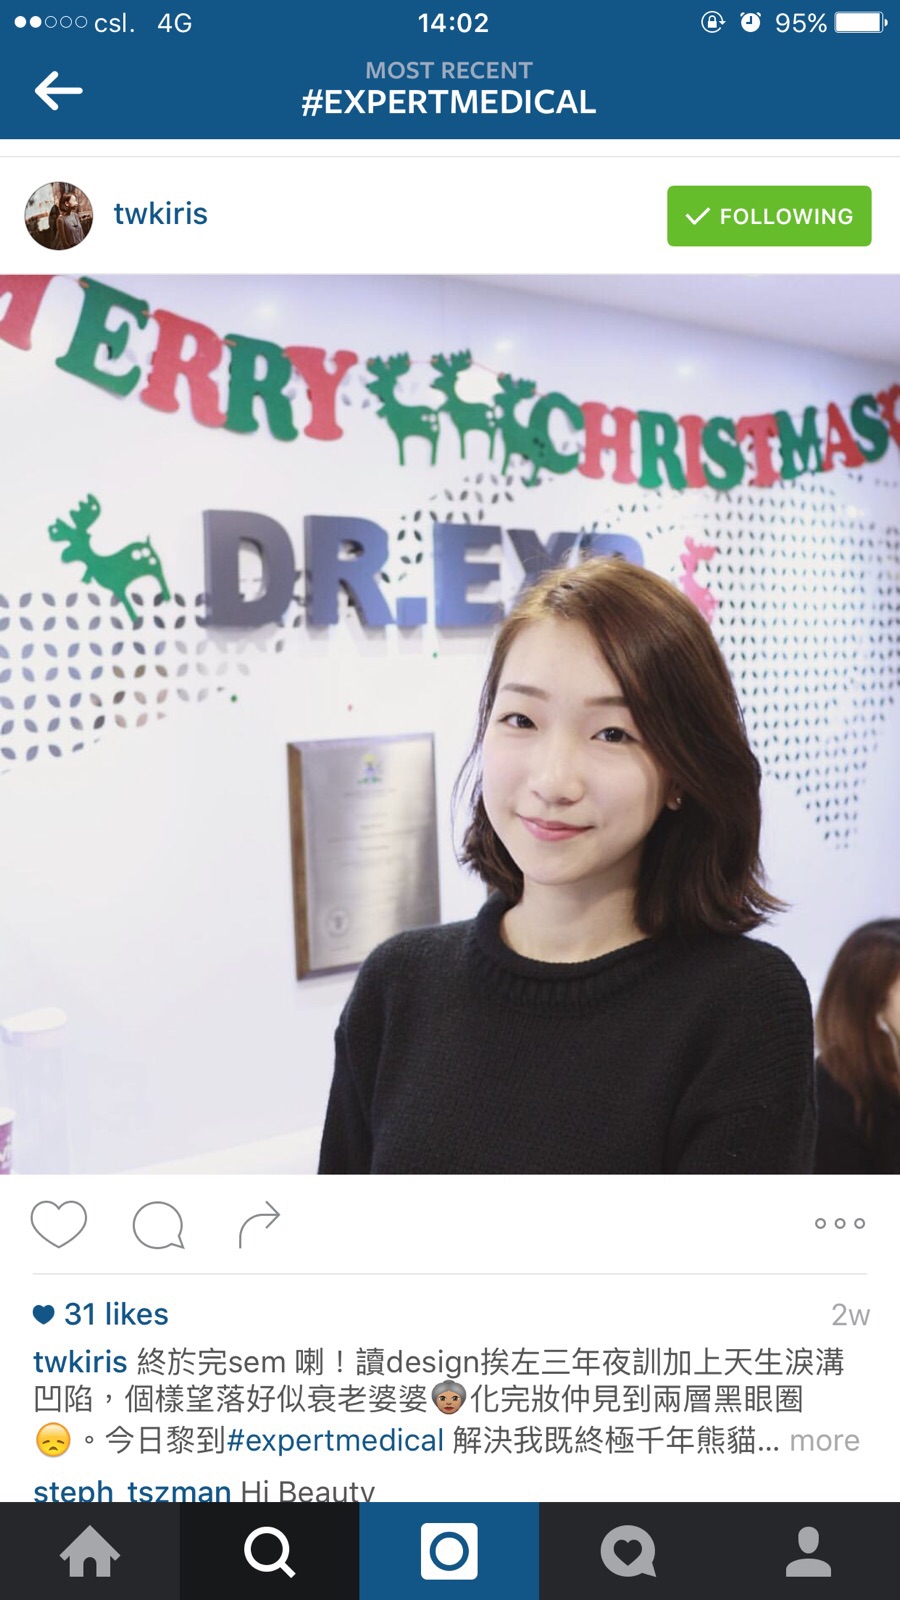 csl. 4G 14:02 95%
MOST RECENT
#EXPERTMEDICAL
twkiris
FOLLOWING
ERRY CHRISTMAS
DR.EXP
31 likes 2w
twkiris 終於完sem 喇！讀design挨左三年夜訓加上天生淚溝
凹陷，個樣望落好似衰老婆婆👵🏽化完妝仲見到兩層黑眼圈
😞。今日黎到#expertmedical 解決我既終極千年熊貓... more
steph_tszman Hi Beauty